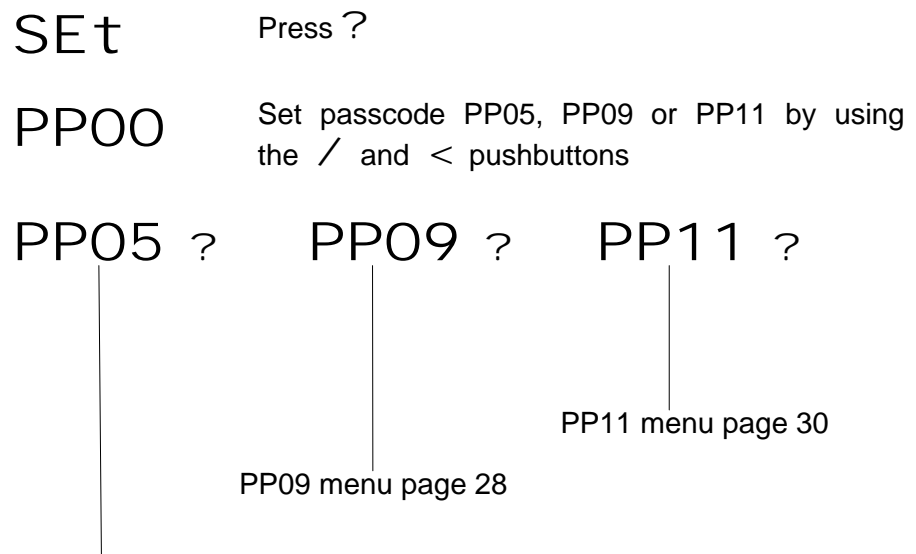 SEt Press ?
PP00 Set passcode PP05, PP09 or PP11 by using
the / and < pushbuttons
PP05 ? PP09 ? PP11 ?
PP11 menu page 30
PP09 menu page 28